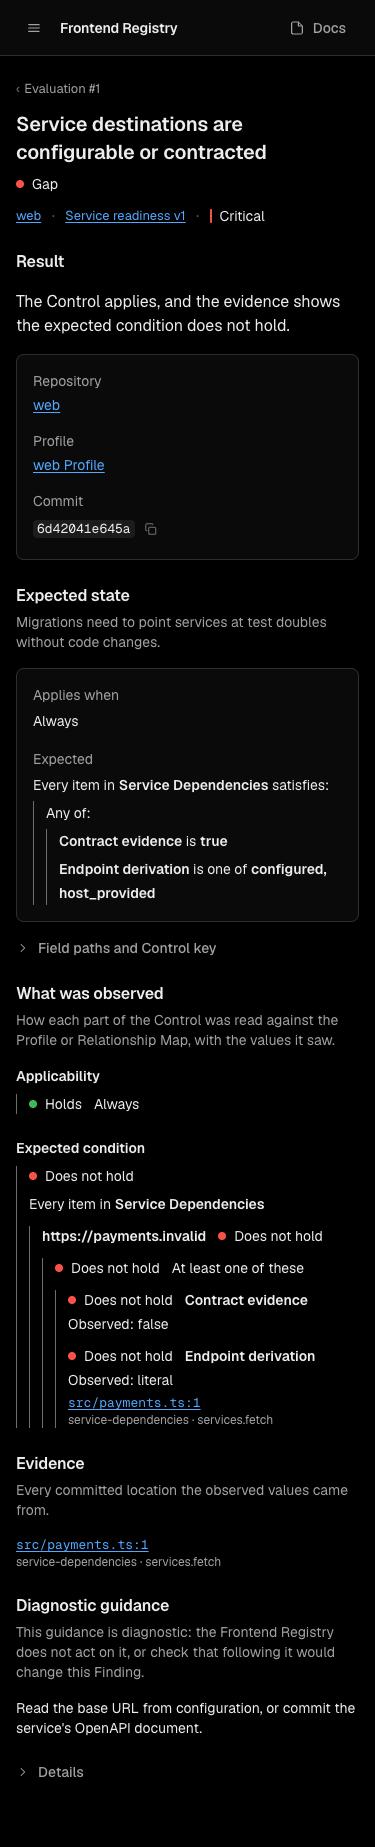 Frontend Registry
Docs
‹ Evaluation #1
Service destinations are
configurable or contracted
Gap
web · Service readiness v1 · Critical
Result
The Control applies, and the evidence shows
the expected condition does not hold.
Repository
web
Profile
web Profile
Commit
6d42041e645a
Expected state
Migrations need to point services at test doubles
without code changes.
Applies when
Always
Expected
Every item in Service Dependencies satisfies:
Any of:
Contract evidence is true
Endpoint derivation is one of configured,
host_provided
Field paths and Control key
What was observed
How each part of the Control was read against the
Profile or Relationship Map, with the values it saw.
Applicability
Holds Always
Expected condition
Does not hold
Every item in Service Dependencies
https://payments.invalid Does not hold
Does not hold At least one of these
Does not hold Contract evidence
Observed: false
Does not hold Endpoint derivation
Observed: literal
src/payments.ts:1
service-dependencies · services.fetch
Evidence
Every committed location the observed values came
from.
src/payments.ts:1
service-dependencies · services.fetch
Diagnostic guidance
This guidance is diagnostic: the Frontend Registry
does not act on it, or check that following it would
change this Finding.
Read the base URL from configuration, or commit the
service's OpenAPI document.
Details